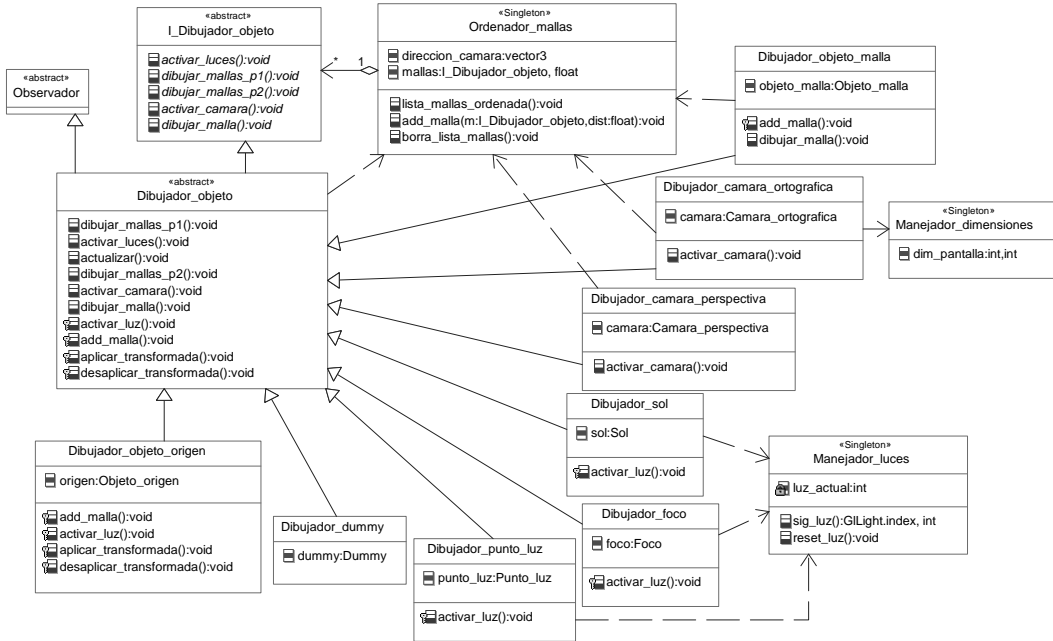 «abstract»
I_Dibujador_objeto
activar_luces():void
dibujar_mallas_p1():void
dibujar_mallas_p2():void
activar_camara():void
dibujar_malla():void
* 1
«Singleton»
Ordenador_mallas
direccion_camara:vector3
mallas:I_Dibujador_objeto, float
lista_mallas_ordenada():void
add_malla(m:I_Dibujador_objeto,dist:float):void
borra_lista_mallas():void
Dibujador_objeto_malla
objeto_malla:Objeto_malla
add_malla():void
dibujar_malla():void
«abstract»
Observador
«abstract»
Dibujador_objeto
dibujar_mallas_p1():void
activar_luces():void
actualizar():void
dibujar_mallas_p2():void
activar_camara():void
dibujar_malla():void
activar_luz():void
add_malla():void
aplicar_transformada():void
desaplicar_transformada():void
Dibujador_camara_ortografica
camara:Camara_ortografica
activar_camara():void
«Singleton»
Manejador_dimensiones
dim_pantalla:int,int
Dibujador_camara_perspectiva
camara:Camara_perspectiva
activar_camara():void
Dibujador_sol
sol:Sol
activar_luz():void
«Singleton»
Manejador_luces
luz_actual:int
sig_luz():GlLight.index, int
reset_luz():void
Dibujador_objeto_origen
origen:Objeto_origen
add_malla():void
activar_luz():void
aplicar_transformada():void
desaplicar_transformada():void
Dibujador_dummy
dummy:Dummy
Dibujador_punto_luz
punto_luz:Punto_luz
activar_luz():void
Dibujador_foco
foco:Foco
activar_luz():void